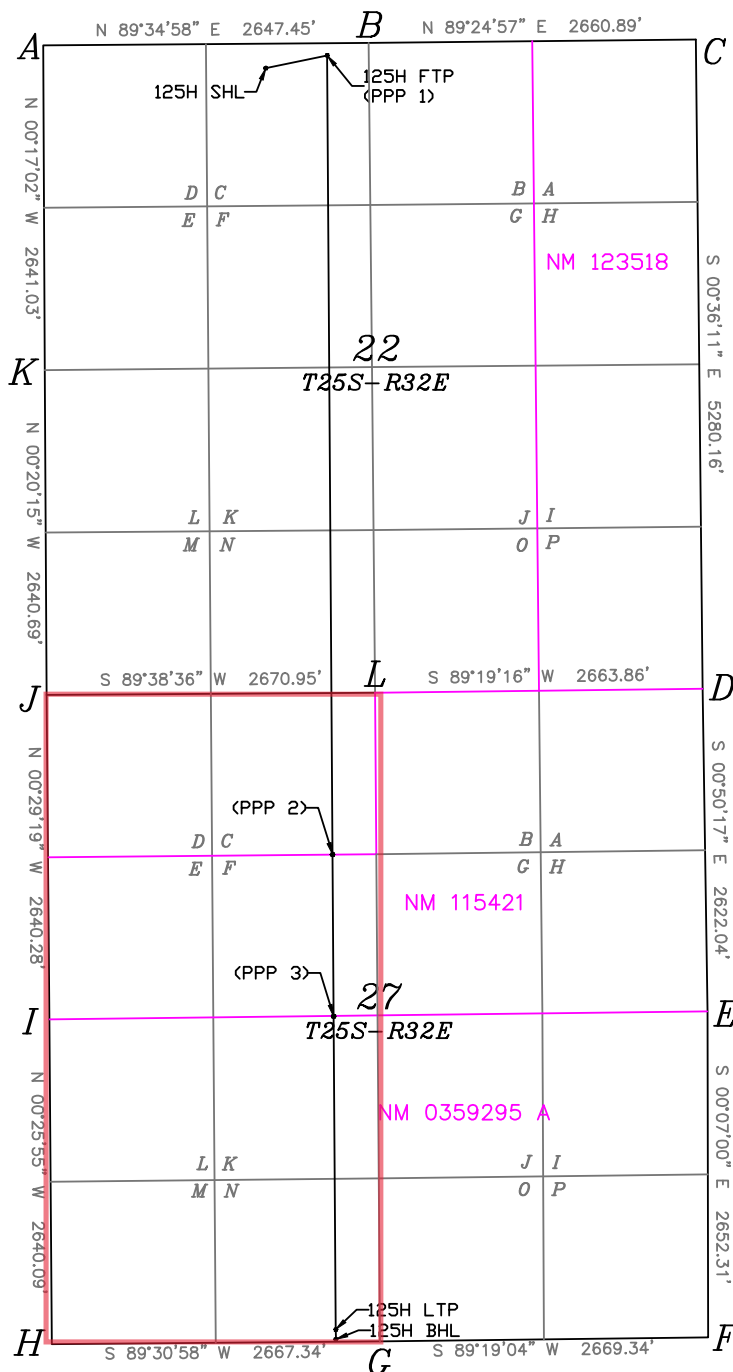 N 89°34'58" E 2647.45'
B
N 89°24'57" E 2660.89'
A
C
125H SHL
125H FTP
(PPP 1)
N 00°17'02" W 2641.03'
D C
E F
B A
G H
NM 123518
S 00°36'11" E 5280.16'
K
22
T25S-R32E
N 00°20'15" W 2640.69'
L K
M N
J I
O P
S 89°38'36" W 2670.95'
L
S 89°19'16" W 2663.86'
J
D
N 00°29'19" W 2640.28'
(PPP 2)
D C
E F
B A
G H
S 00°50'17" E 2622.04'
NM 115421
(PPP 3)
27
T25S-R32E
I
E
N 00°25'55" W 2640.09'
NM 0359295 A
S 00°07'00" E 2652.31'
L K
M N
J I
O P
125H LTP
125H BHL
H
F
S 89°30'58" W 2667.34'
G
S 89°19'04" W 2669.34'